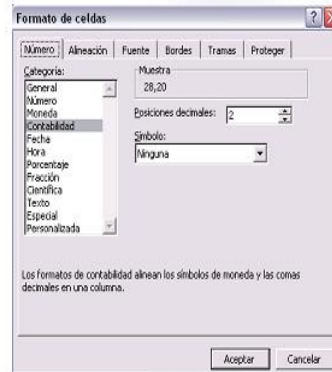 Formato de celdas
Número Alineación Fuente Bordes Tramas Proteger
Categoría:
General
Número
Moneda
Contabilidad
Fecha
Hora
Porcentaje
Fracción
Científica
Texto
Especial
Personalizada
Muestra
28,20
Posiciones decimales: 2
Símbolo:
Ninguna
Los formatos de contabilidad alinean los símbolos de moneda y las comas
decimales en una columna.
Aceptar Cancelar